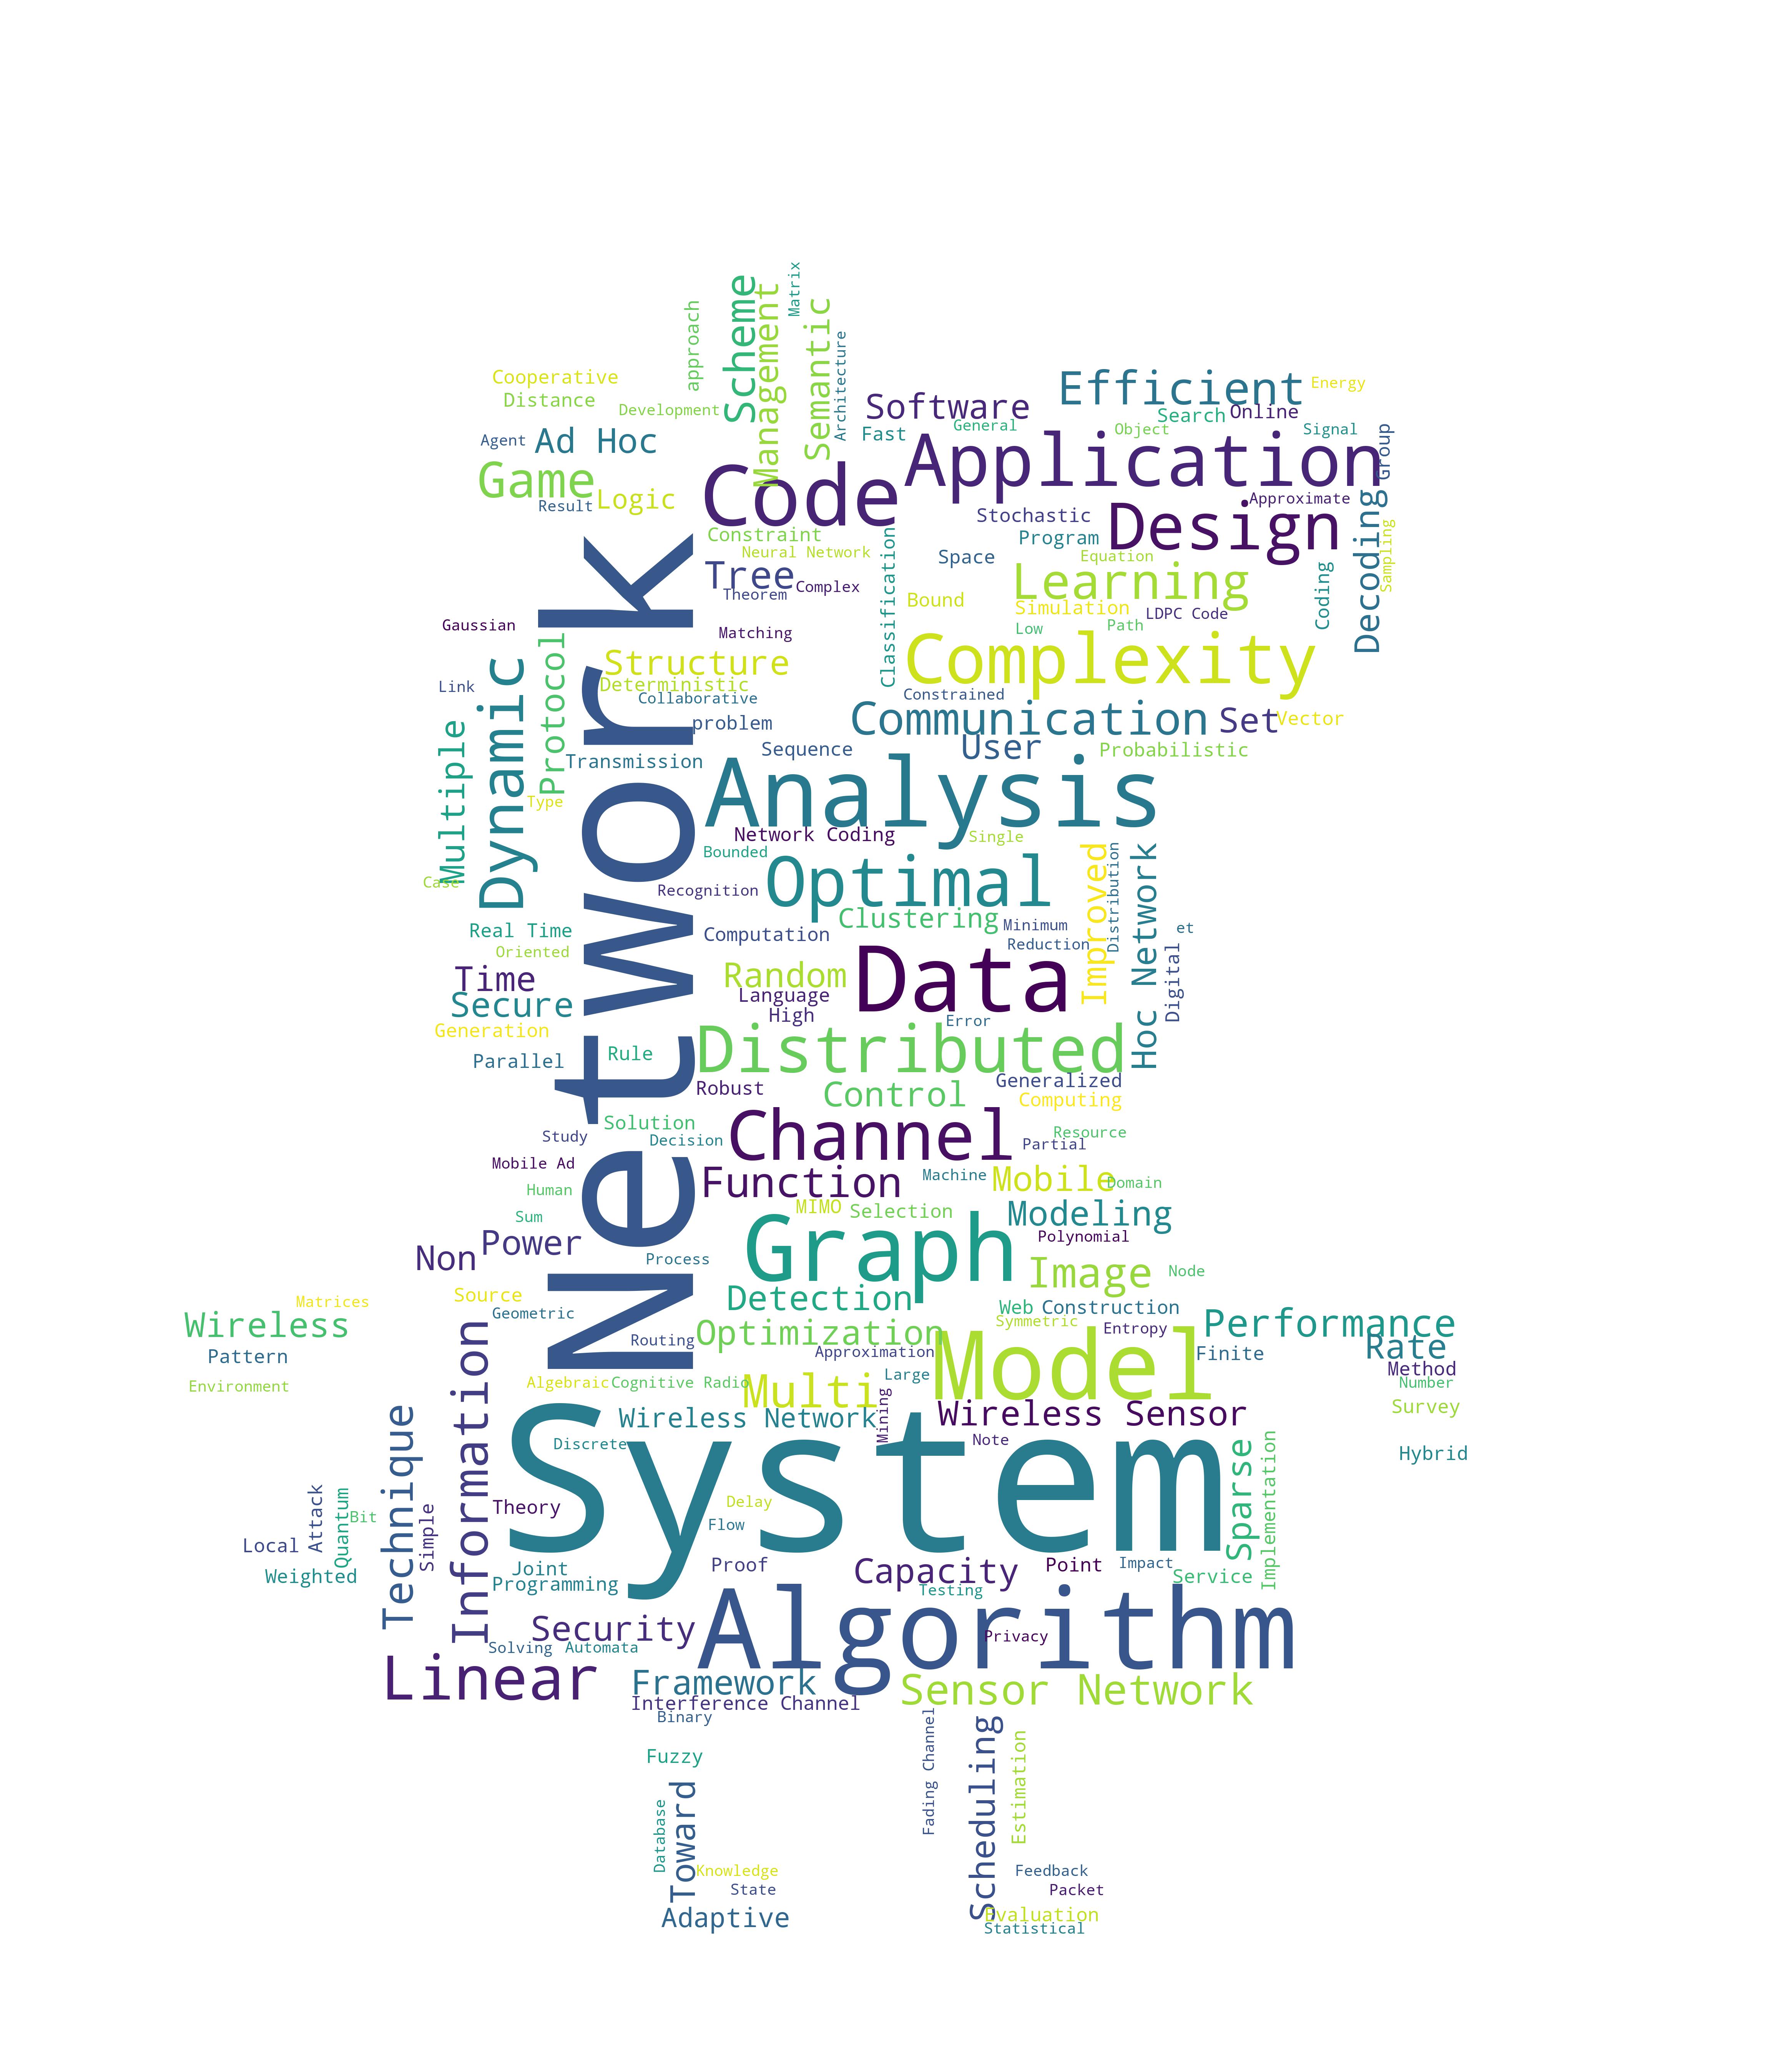 Matrix
Scheme
Management
Semantic
approach
Architecture
Cooperative
Efficient
Energy
Distance
Development
Software
Search
Online
Agent
Ad Hoc
Fast
General
Object
Signal
Group
Application
Game
Code
Logic
Result
Approximate
Stochastic
Design
Decoding
Sampling
Constraint
Program
Neural Network
Classification
Space
Equation
Tree
Complex
Learning
Coding
Theorem
Bound
Simulation
LDPC Code
Gaussian
Matching
Low
Path
Network
Protocol
Structure
Complexity
Dynamic
Link
Deterministic
Collaborative
Constrained
Multiple
problem
Communication
Set
Vector
Transmission
Sequence
User
Probabilistic
Type
Analysis
Network Coding
Single
Bounded
Improved
Distribution
Hoc Network
Case
Recognition
Optimal
Clustering
Minimum
et
Real Time
Computation
Reduction
Oriented
Time
Random
Data
Digital
Secure
Language
Generation
High
Error
Parallel
Rule
Distributed
Robust
Generalized
Control
Computing
Solution
Study
Decision
Channel
Resource
Partial
Mobile Ad
Function
Machine
Mobile
Domain
Human
MIMO
Selection
Modeling
Sum
Polynomial
Non
Power
Process
Graph
Image
Node
Matrices
Source
Detection
Web
Construction
Wireless
Geometric
Symmetric
Entropy
Performance
Information
Routing
Optimization
Rate
Pattern
Approximation
Model
Finite
Method
Environment
Algebraic
Cognitive Radio
Multi
Large
Number
Technique
Wireless Network
Mining
Wireless Sensor
Survey
Discrete
System
Note
Sparse
Implementation
Hybrid
Attack
Quantum
Bit
Simple
Theory
Delay
Flow
Local
Weighted
Joint
Programming
Proof
Capacity
Point
Impact
Service
Testing
Security
Algorithm
Privacy
Solving
Automata
Linear
Framework
Sensor Network
Interference Channel
Binary
Fading Channel
Scheduling
Estimation
Fuzzy
Database
Toward
Knowledge
Feedback
State
Packet
Adaptive
Evaluation
Statistical